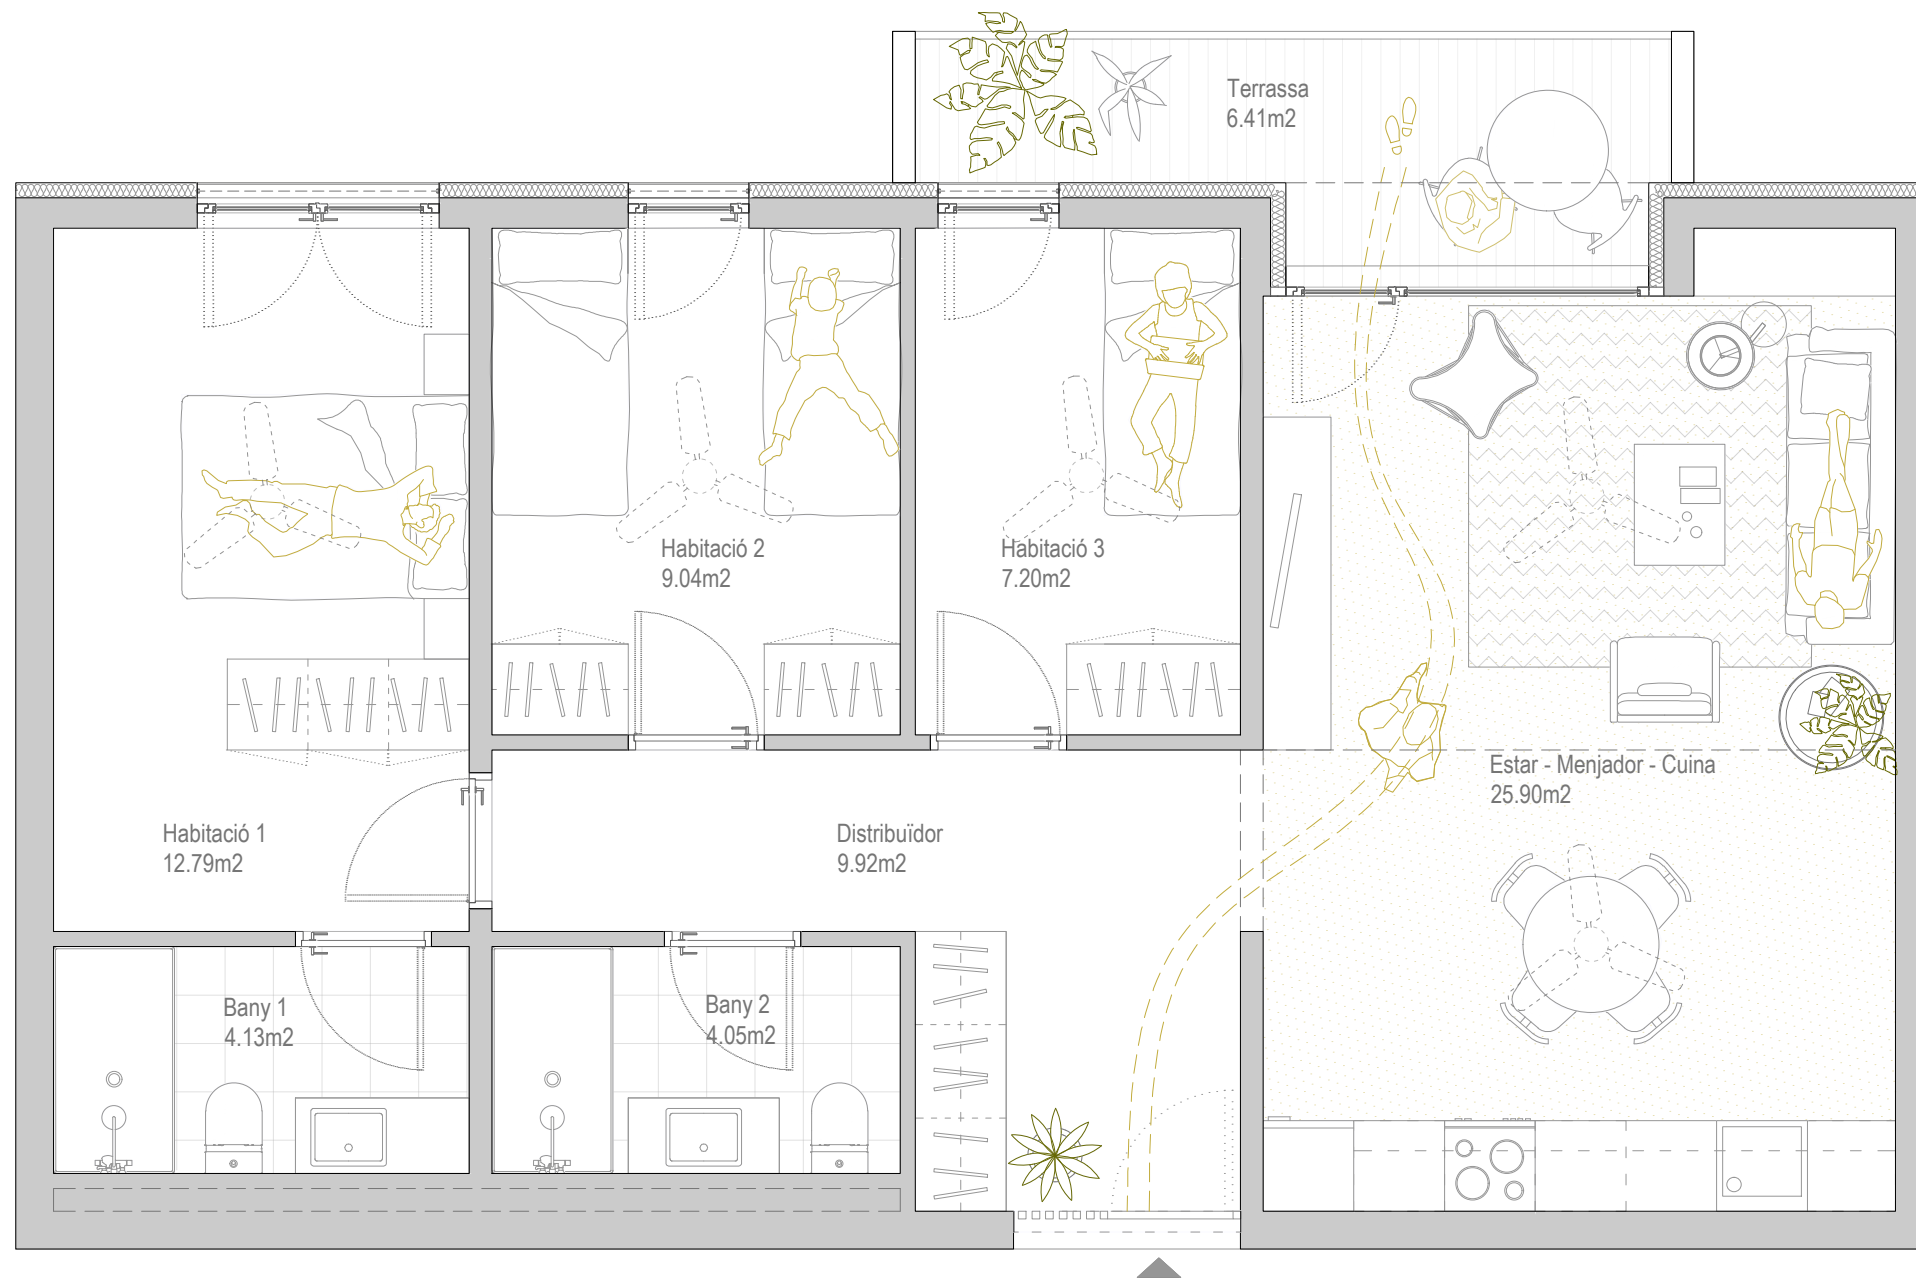 Terrassa
6.41m2
Habitació 2
9.04m2
Habitació 3
7.20m2
Estar - Menjador - Cuina
25.90m2
Habitació 1
12.79m2
Distribuïdor
9.92m2
Bany 1
4.13m2
Bany 2
4.05m2